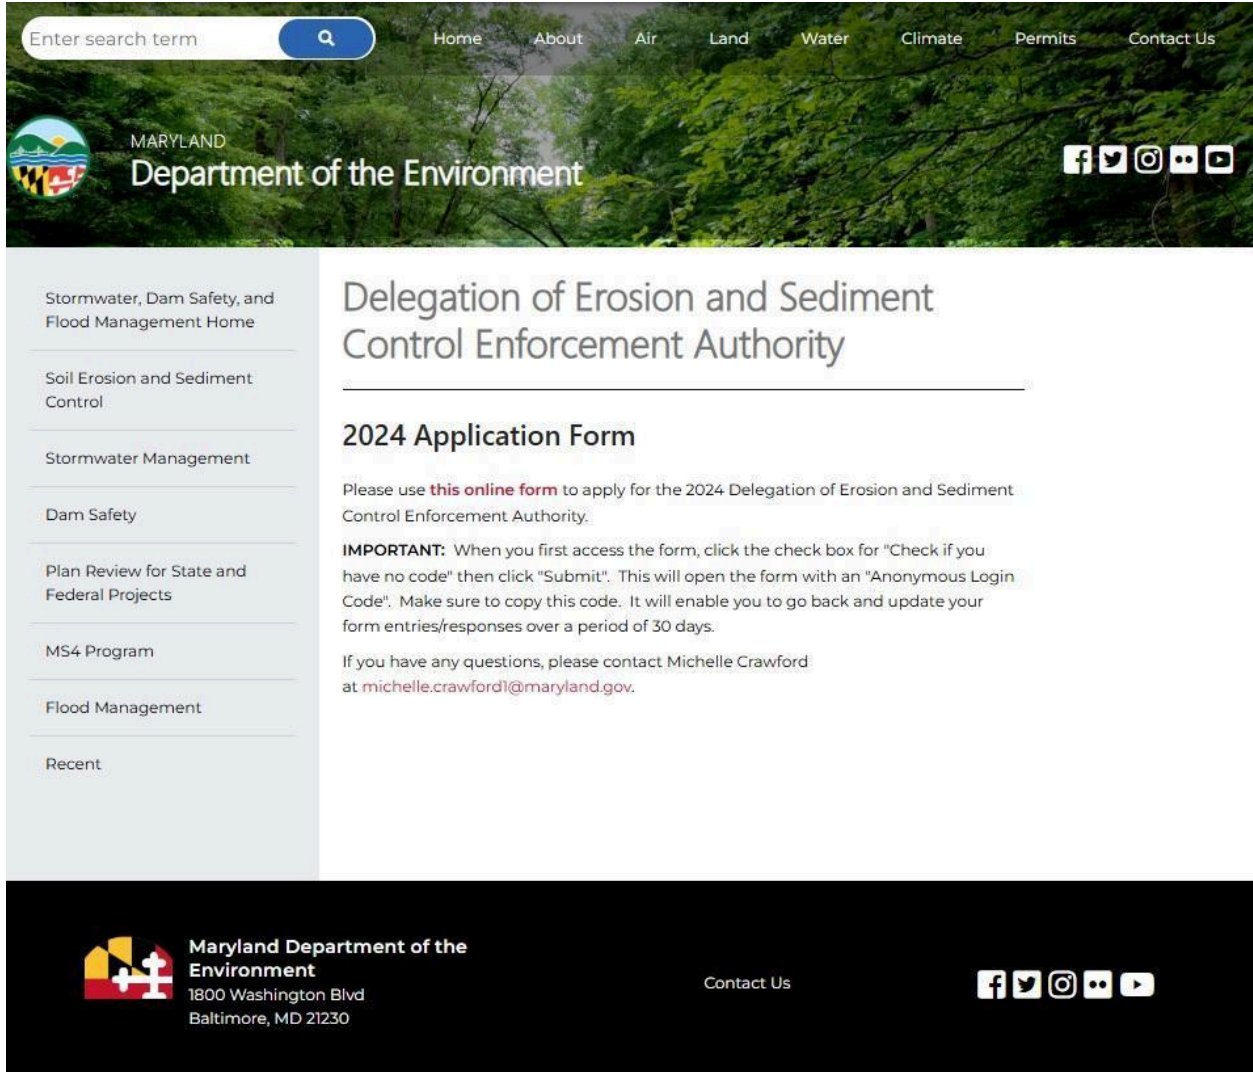 Enter search term
Home About Air Land Water Climate Permits Contact Us
MARYLAND
Department of the Environment
Stormwater, Dam Safety, and
Flood Management Home
Soil Erosion and Sediment
Control
Stormwater Management
Dam Safety
Plan Review for State and
Federal Projects
MS4 Program
Flood Management
Recent
Delegation of Erosion and Sediment
Control Enforcement Authority
2024 Application Form
Please use this online form to apply for the 2024 Delegation of Erosion and Sediment
Control Enforcement Authority.
IMPORTANT: When you first access the form, click the check box for "Check if you
have no code" then click "Submit". This will open the form with an "Anonymous Login
Code". Make sure to copy this code. It will enable you to go back and update your
form entries/responses over a period of 30 days.
If you have any questions, please contact Michelle Crawford
at michelle.crawford1@maryland.gov.
Maryland Department of the
Environment
1800 Washington Blvd
Baltimore, MD 21230
Contact Us